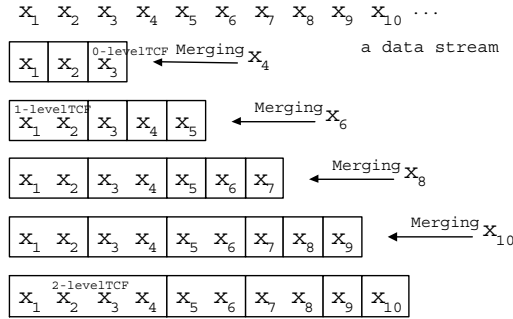 x1 x2 x3 x4 x5 x6 x7 x8 x9 x10 ...
a data stream
0-levelTCF
x1 x2 x3 Merging x4
1-levelTCF
x1 x2 x3 x4 x5 Merging x6
x1 x2 x3 x4 x5 x6 x7 Merging x8
x1 x2 x3 x4 x5 x6 x7 x8 x9 Merging x10
2-levelTCF
x1 x2 x3 x4 x5 x6 x7 x8 x9 x10